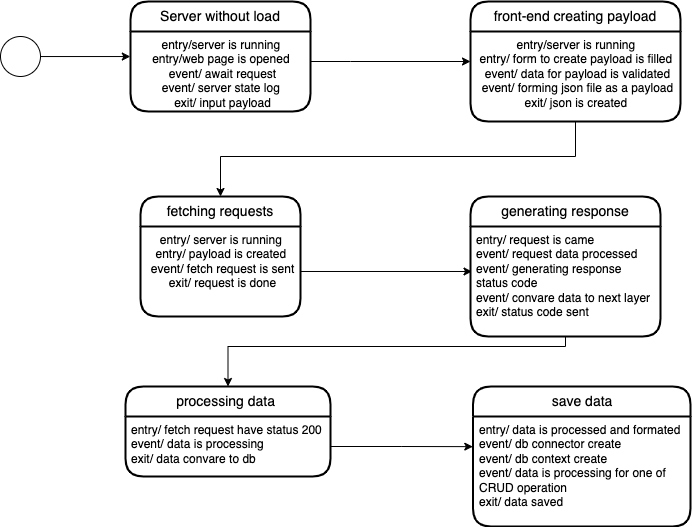 Server without load
entry/server is running
entry/web page is opened
event/ await request
event/ server state log
exit/ input payload
front-end creating payload
entry/server is running
entry/ form to create payload is filled
event/ data for payload is validated
event/ forming json file as a payload
exit/ json is created
fetching requests
entry/ server is running
entry/ payload is created
event/ fetch request is sent
exit/ request is done
generating response
entry/ request is came
event/ request data processed
event/ generating response
status code
event/ convare data to next layer
exit/ status code sent
processing data
entry/ fetch request have status 200
event/ data is processing
exit/ data convare to db
save data
entry/ data is processed and formated
event/ db connector create
event/ db context create
event/ data is processing for one of
CRUD operation
exit/ data saved